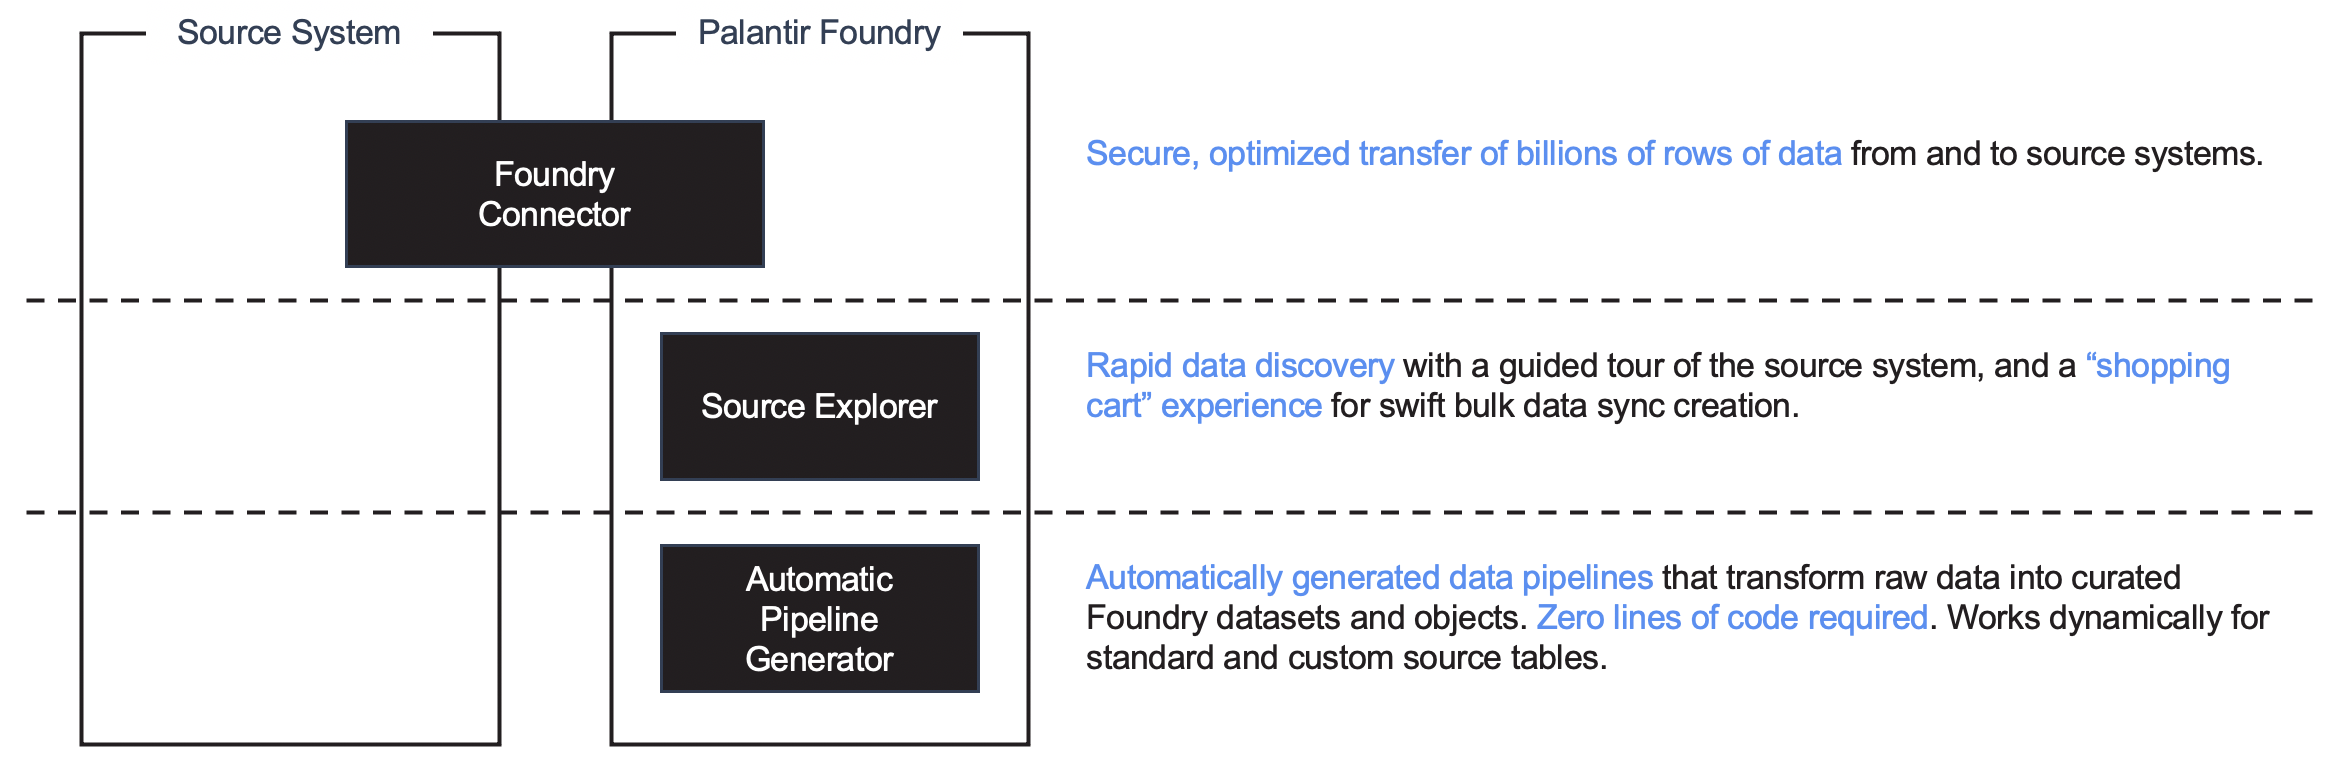 Source System
Palantir Foundry
Foundry
Connector
Secure, optimized transfer of billions of rows of data from and to source systems.
Source Explorer
Rapid data discovery with a guided tour of the source system, and a “shopping
cart” experience for swift bulk data sync creation.
Automatic
Pipeline
Generator
Automatically generated data pipelines that transform raw data into curated
Foundry datasets and objects. Zero lines of code required. Works dynamically for
standard and custom source tables.